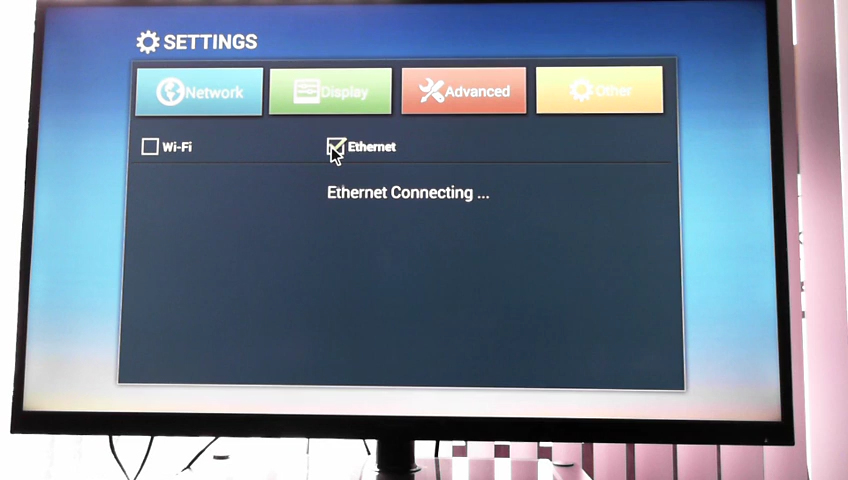 SETTINGS
Network Display Advanced Other
Wi-Fi Ethernet
Ethernet Connecting ...